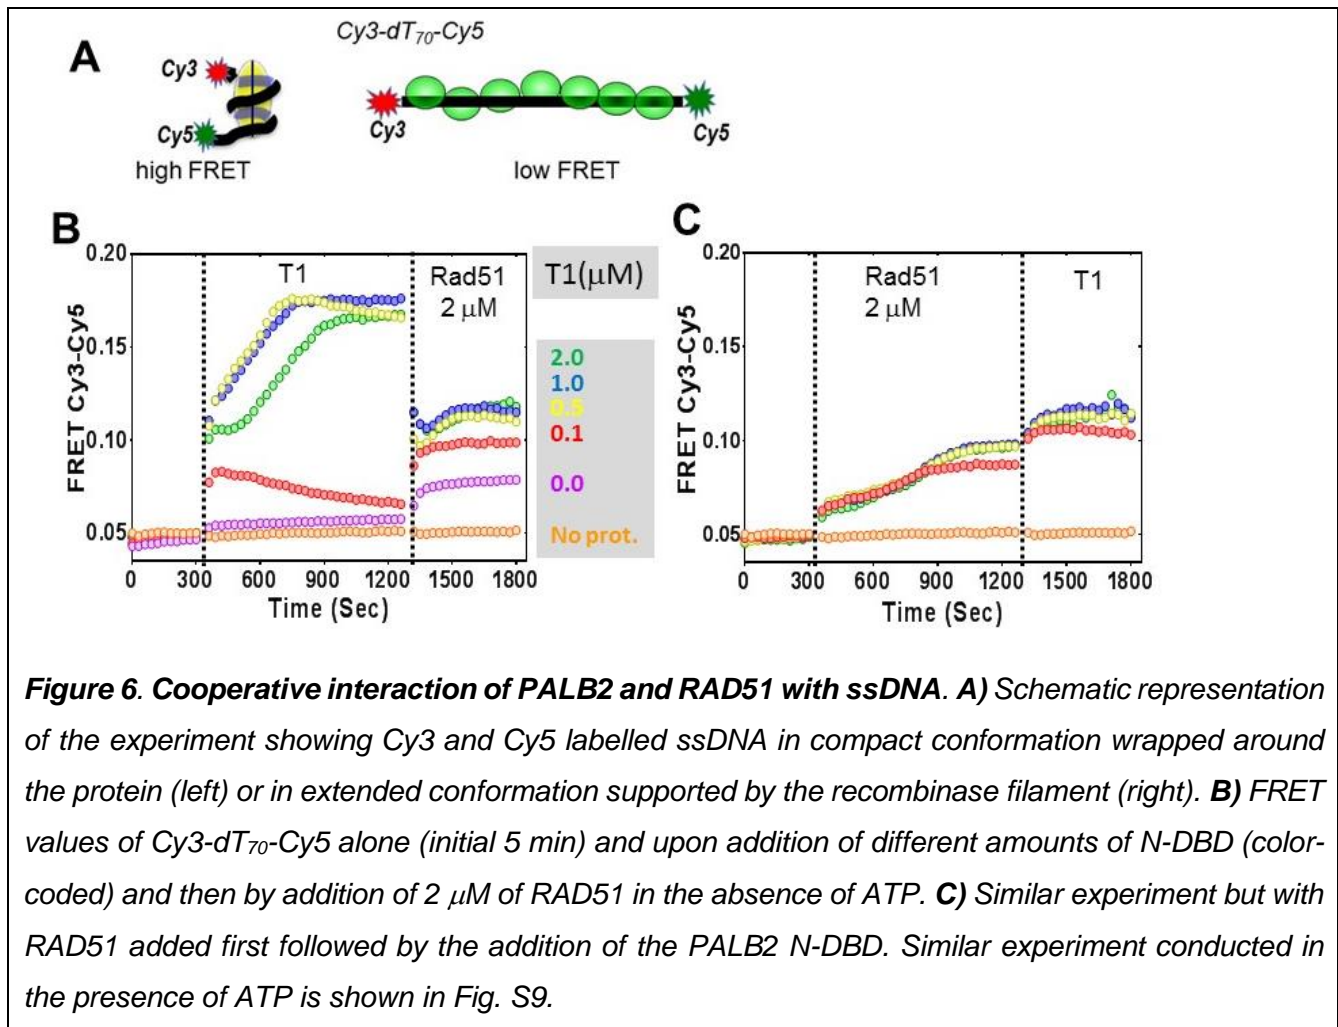 A
Cy3-dT70-Cy5
Cy3
Cy5
high FRET
Cy3
Cy5
low FRET
B
FRET Cy3-Cy5
0.20
0.15
0.10
0.05
T1
Rad51
2 μM
0 300 600 900 1200 1500 1800
Time (Sec)
T1(μM)
2.0
1.0
0.5
0.1
0.0
No prot.
C
FRET Cy3-Cy5
0.20
0.15
0.10
0.05
Rad51
2 μM
T1
0 300 600 900 1200 1500 1800
Time (Sec)
Figure 6. Cooperative interaction of PALB2 and RAD51 with ssDNA. A) Schematic representation
of the experiment showing Cy3 and Cy5 labelled ssDNA in compact conformation wrapped around
the protein (left) or in extended conformation supported by the recombinase filament (right). B) FRET
values of Cy3-dT70-Cy5 alone (initial 5 min) and upon addition of different amounts of N-DBD (color-
coded) and then by addition of 2 μM of RAD51 in the absence of ATP. C) Similar experiment but with
RAD51 added first followed by the addition of the PALB2 N-DBD. Similar experiment conducted in
the presence of ATP is shown in Fig. S9.